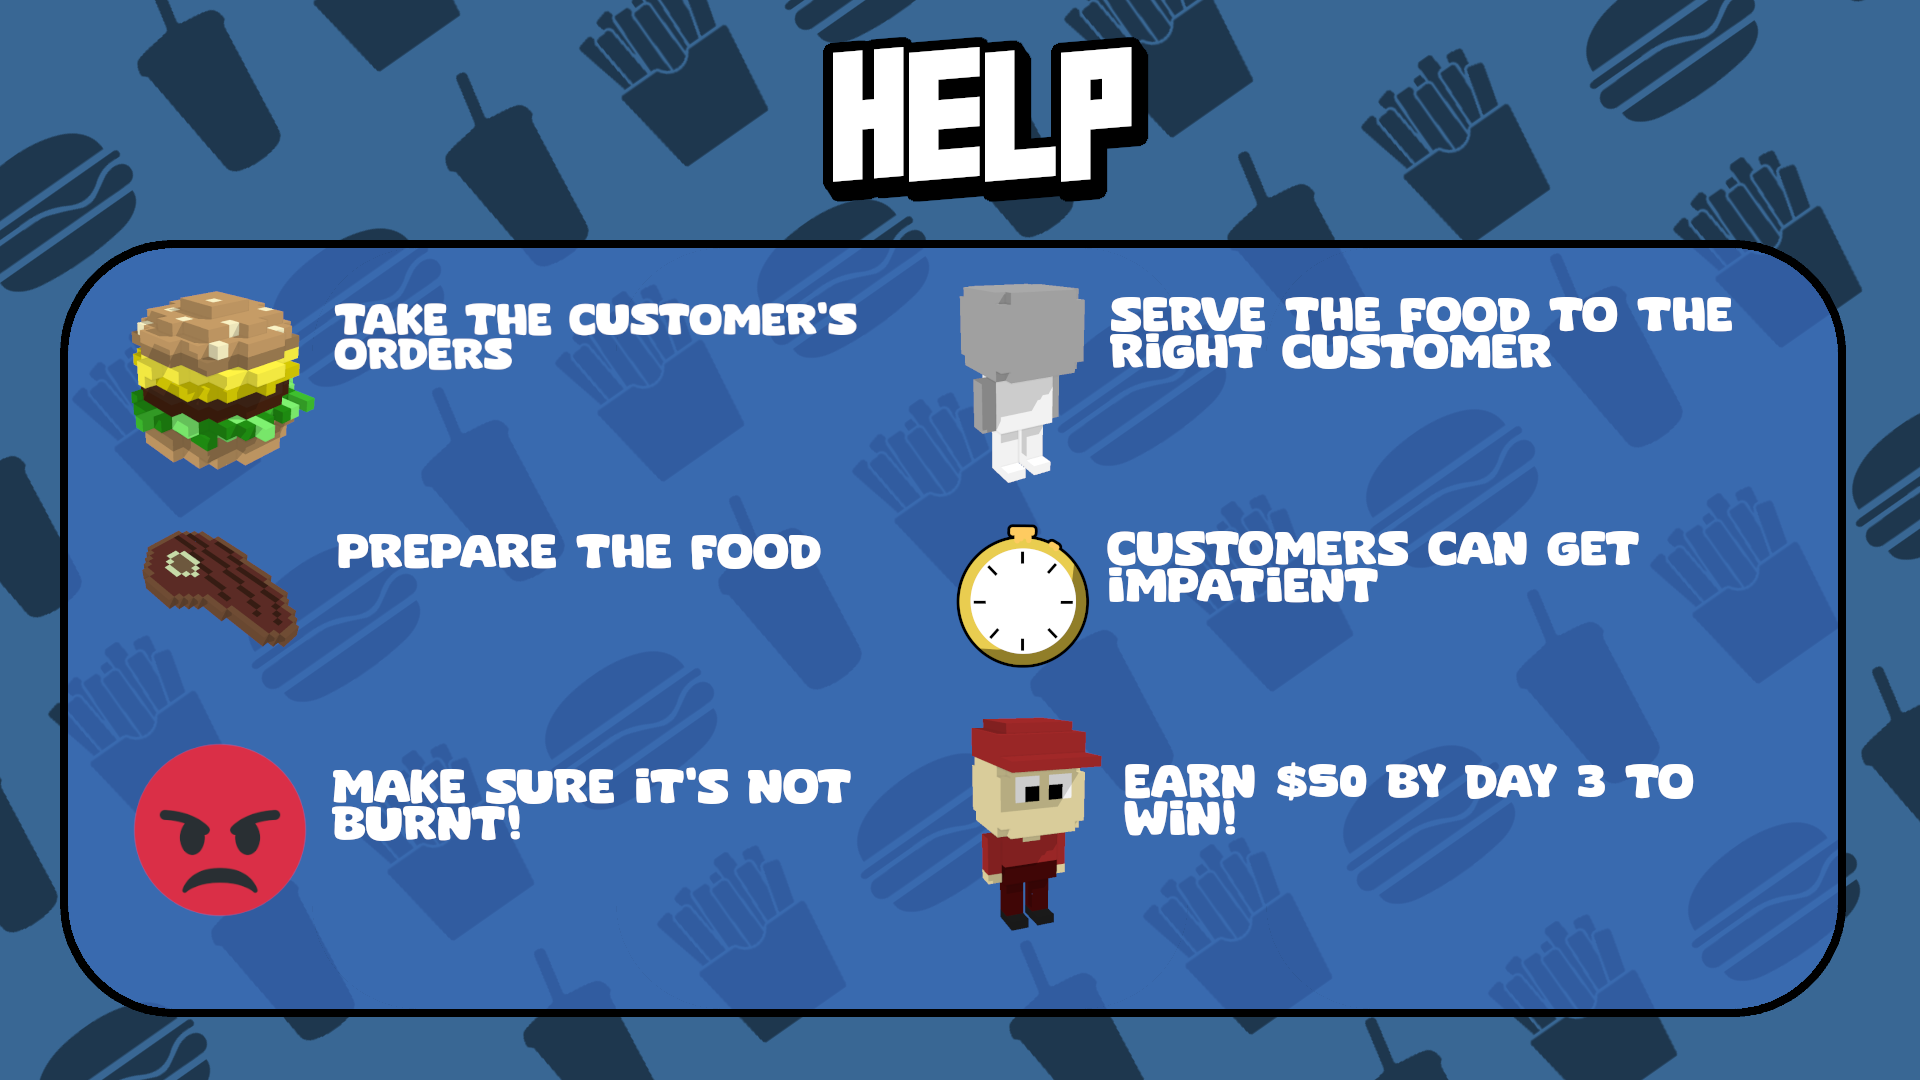 HELP
TAKE THE CUSTOMER'S
ORDERS
PREPARE THE FOOD
MAKE SURE iT'S NOT
BURNT!
SERVE THE FOOD TO THE
RiGHT CUSTOMER
CUSTOMERS CAN GET
iMPATiENT
EARN $50 BY DAY 3 TO
WiN!